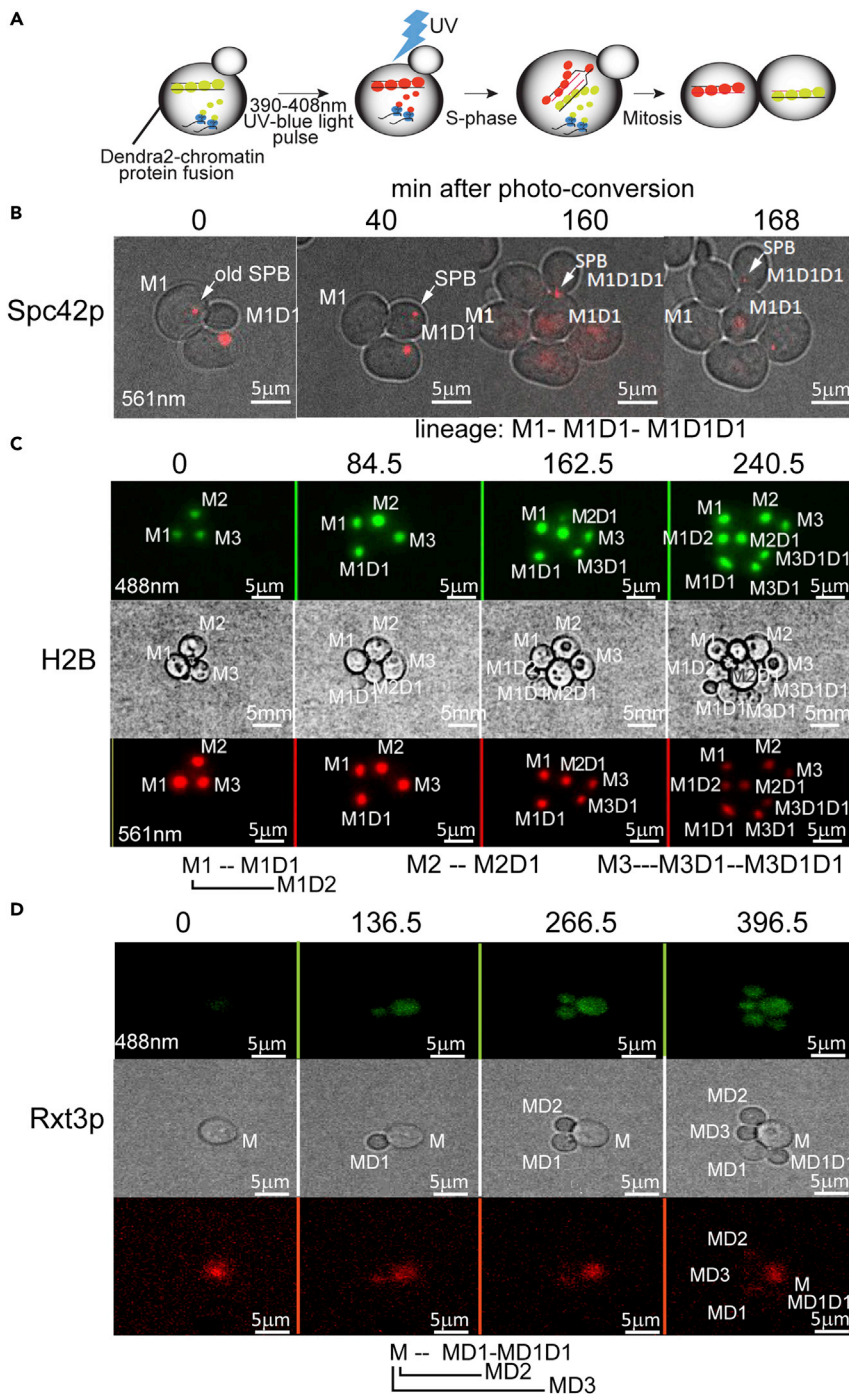 A
UV
390-408nm
UV-blue light
pulse
S-phase
Mitosis
Dendra2-chromatin
protein fusion
min after photo-conversion
B
0 40 160 168
Spc42p
M1 old SPB M1D1 561nm 5μm
M1 SPB M1D1 5μm
SPB M1D1D1 M1 M1D1 5μm
SPB M1D1D1 M1 M1D1 5μm
lineage: M1- M1D1- M1D1D1
C
0 84.5 162.5 240.5
H2B
M2 M1 M3 488nm 5μm
M2 M1 M3 M1D1 5μm
M1 M2D1 M3 M1D1 M3D1 5μm
M1 M2 M3 M1D2 M2D1 M3D1D1 M1D1 M3D1 5μm
M2 M1 M3 5mm
M2 M1 M3 M2D1 M1D1 5mm
M2 M1 M3 M1D1 M2D1 5mm
M1 M2 M1D2 M3 M2D1 M3D1D1 M1D1 M3D1 5mm
M2 M1 M3 561nm 5μm
M2 M1 M3 M1D1 5μm
M1 M2D1 M3 M3D1 M1D1 5μm
M1 M2 M3 M1D2 M2D1 M3D1D1 M1D1 M3D1 5μm
M1 -- M1D1 M2 -- M2D1 M3---M3D1--M3D1D1
M1D2
D
0 136.5 266.5 396.5
Rxt3p
488nm 5μm 5μm 5μm 5μm
M 5μm
MD1 M 5μm
MD2 M MD1 5μm
MD2 MD3 M MD1 MD1D1 5μm
5μm 5μm 5μm
MD2 MD3 M MD1D1 MD1 5μm
M -- MD1-MD1D1
MD2
MD3